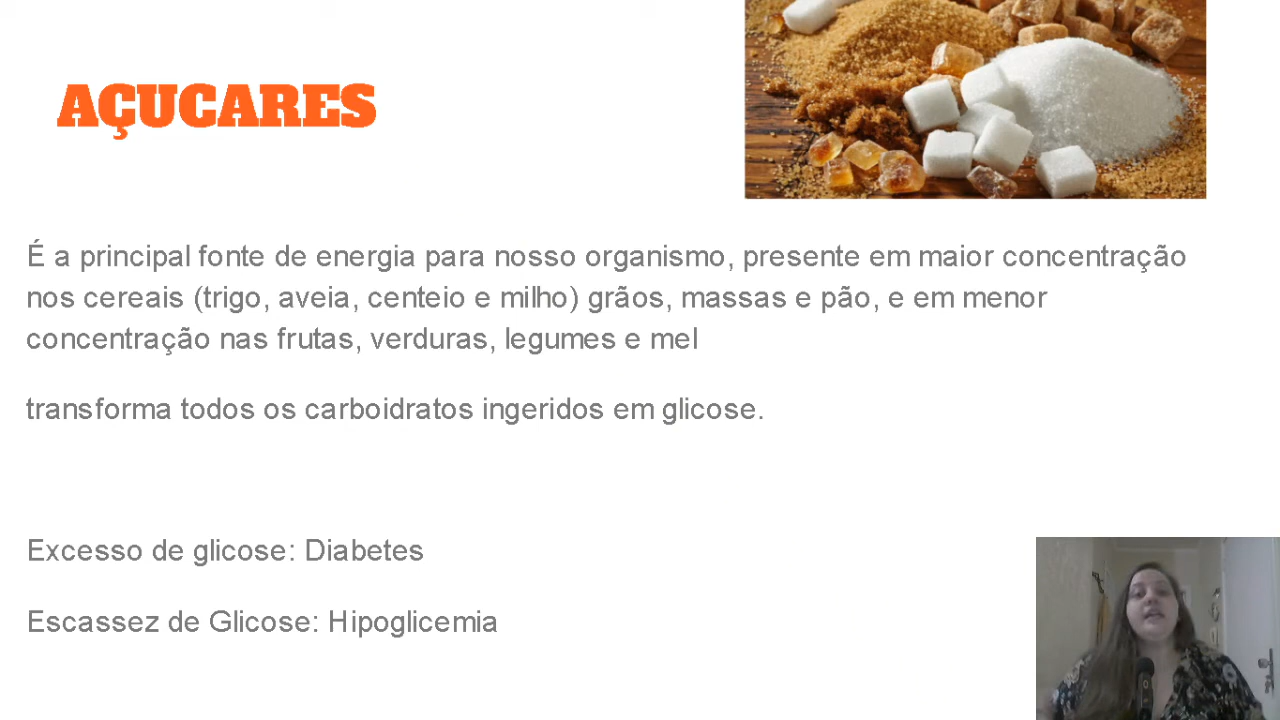 AÇUCARES
É a principal fonte de energia para nosso organismo, presente em maior concentração
nos cereais (trigo, aveia, centeio e milho) grãos, massas e pão, e em menor
concentração nas frutas, verduras, legumes e mel
transforma todos os carboidratos ingeridos em glicose.
Excesso de glicose: Diabetes
Escassez de Glicose: Hipoglicemia